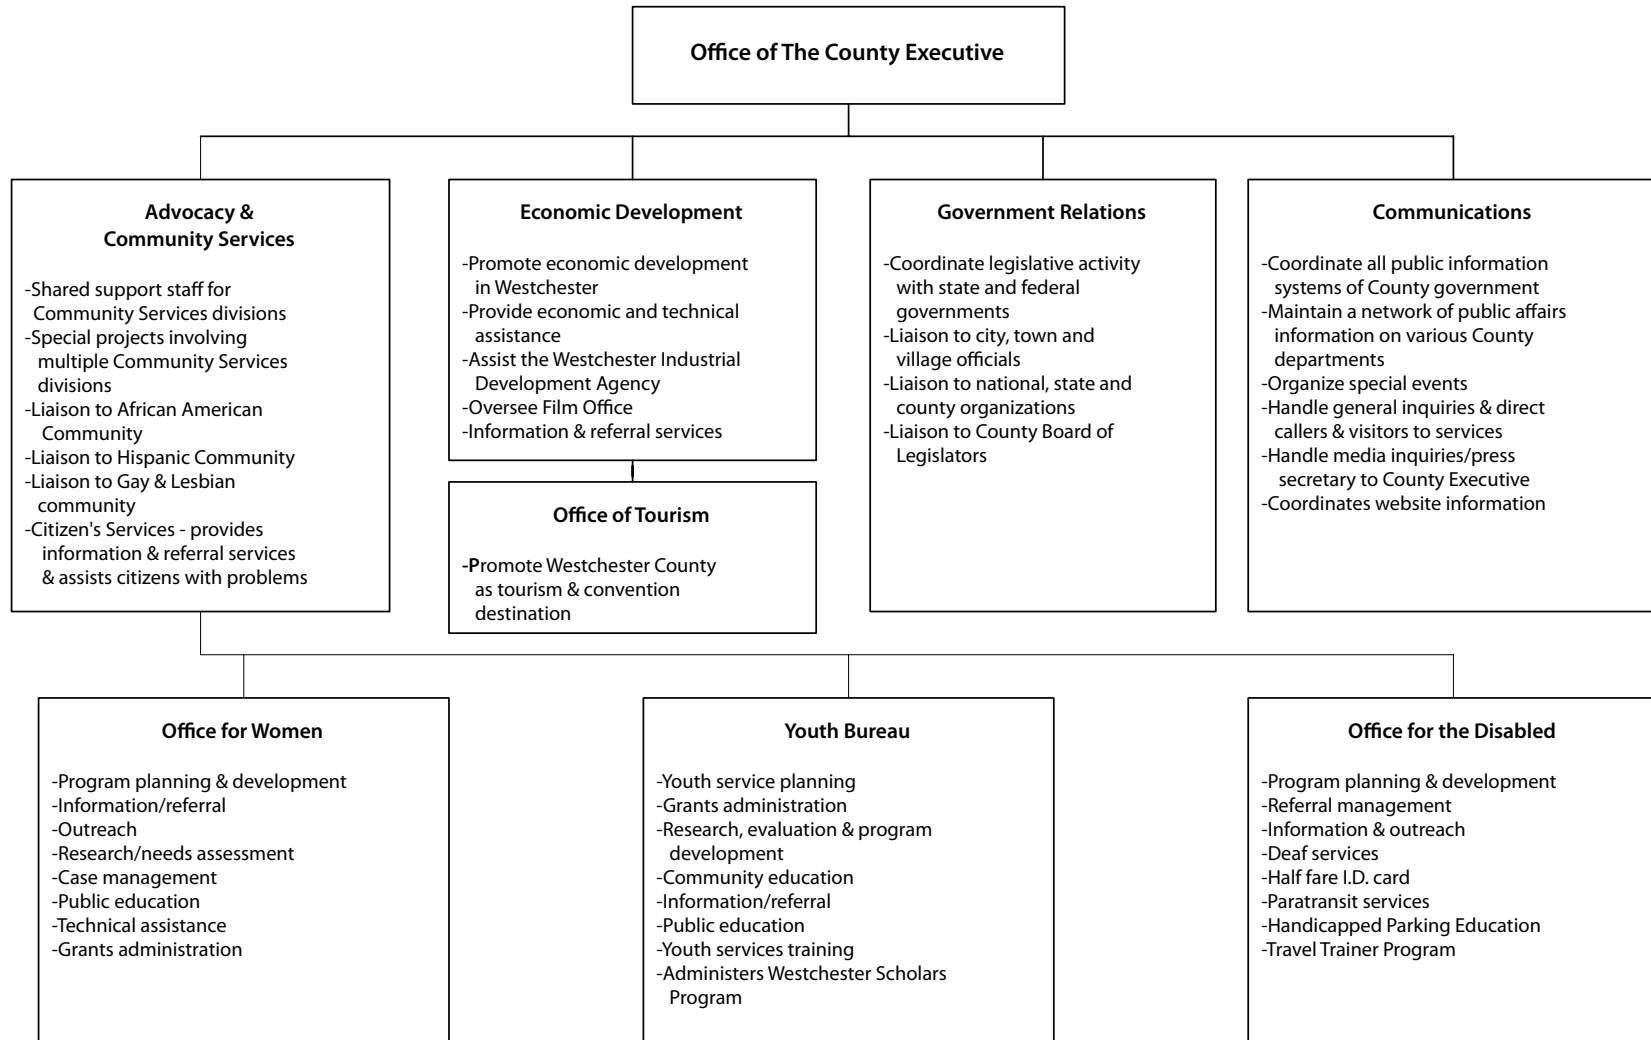 Office of The County Executive
Advocacy &
Community Services
-Shared support staff for
Community Services divisions
-Special projects involving
multiple Community Services
divisions
-Liaison to African American
Community
-Liaison to Hispanic Community
-Liaison to Gay & Lesbian
community
-Citizen's Services - provides
information & referral services
& assists citizens with problems
Economic Development
-Promote economic development
in Westchester
-Provide economic and technical
assistance
-Assist the Westchester Industrial
Development Agency
-Oversee Film Office
-Information & referral services
Office of Tourism
-Promote Westchester County
as tourism & convention
destination
Government Relations
-Coordinate legislative activity
with state and federal
governments
-Liaison to city, town and
village officials
-Liaison to national, state and
county organizations
-Liaison to County Board of
Legislators
Communications
-Coordinate all public information
systems of County government
-Maintain a network of public affairs
information on various County
departments
-Organize special events
-Handle general inquiries & direct
callers & visitors to services
-Handle media inquiries/press
secretary to County Executive
-Coordinates website information
Office for Women
-Program planning & development
-Information/referral
-Outreach
-Research/needs assessment
-Case management
-Public education
-Technical assistance
-Grants administration
Youth Bureau
-Youth service planning
-Grants administration
-Research, evaluation & program
development
-Community education
-Information/referral
-Public education
-Youth services training
-Administers Westchester Scholars
Program
Office for the Disabled
-Program planning & development
-Referral management
-Information & outreach
-Deaf services
-Half fare I.D. card
-Paratransit services
-Handicapped Parking Education
-Travel Trainer Program